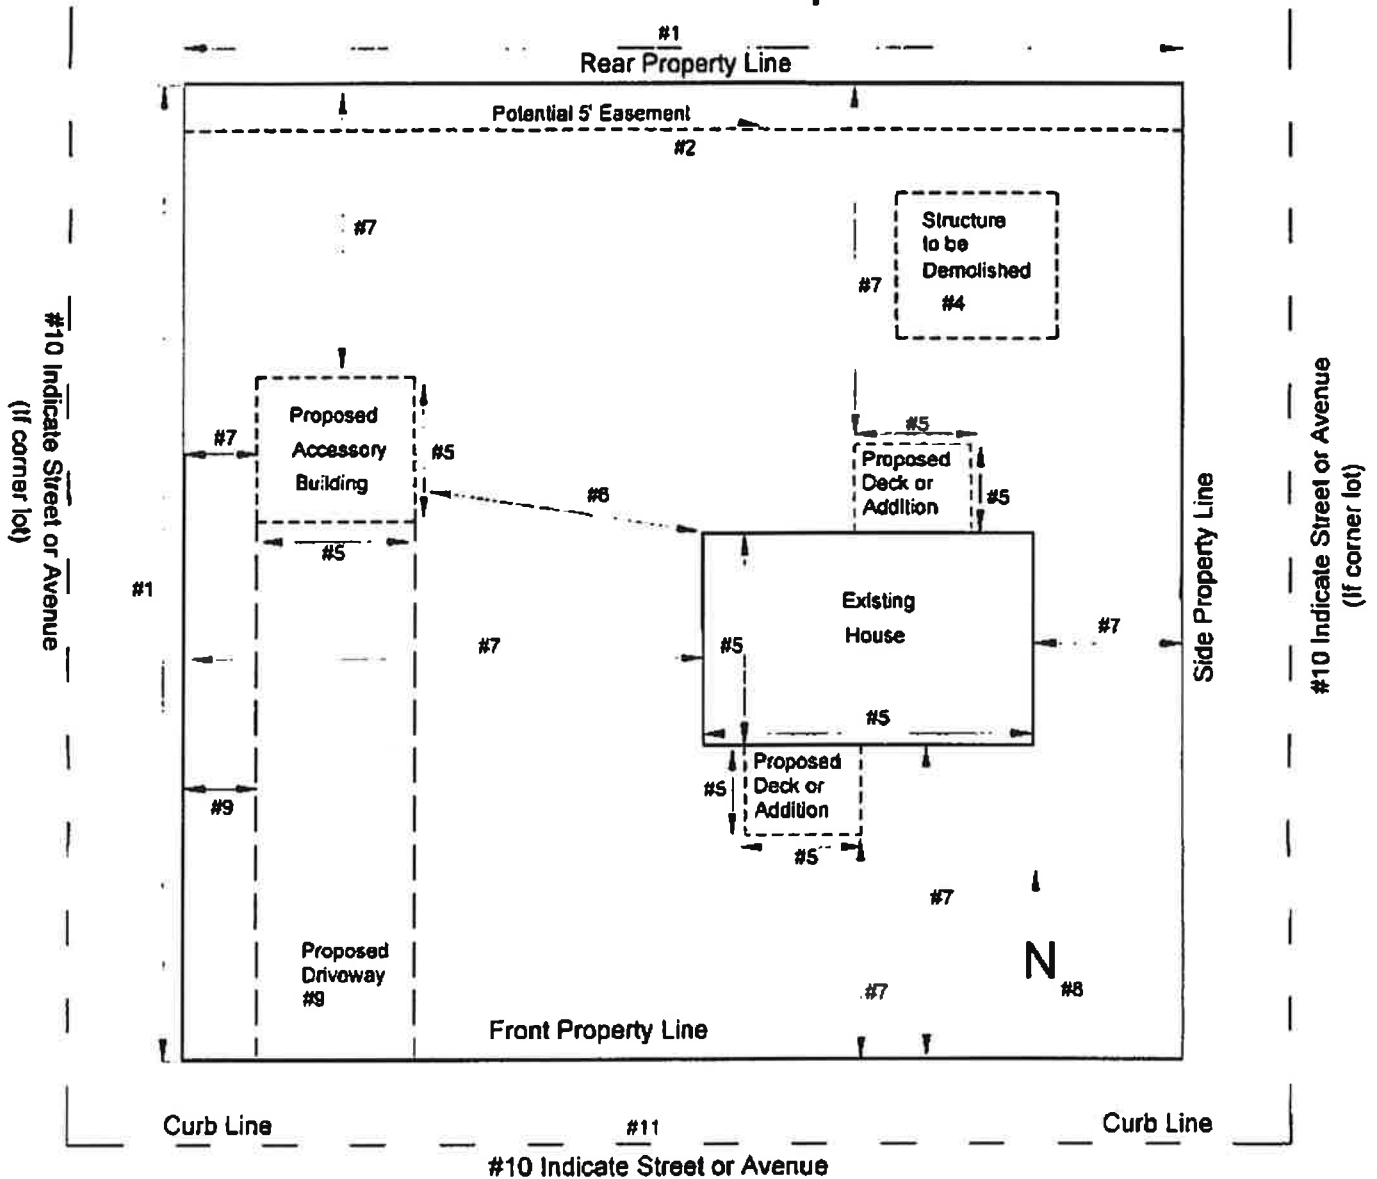 #1
Rear Property Line
Potential 5' Easement
#2
#7
Structure
to be
Demolished
#4
#7
#10 Indicate Street or Avenue
(If corner lot)
#10 Indicate Street or Avenue
(If corner lot)
Side Property Line
Proposed
Accessory
Building
#7
#5
#5
#6
#5
Proposed
Deck or
Addition
#5
#1
Existing
House
#7
#5
#7
#5
#9
#5
Proposed
Deck or
Addition
#5
#7
Proposed
Driveway
#9
N
#8
#7
Front Property Line
Curb Line
#11
Curb Line
#10 Indicate Street or Avenue